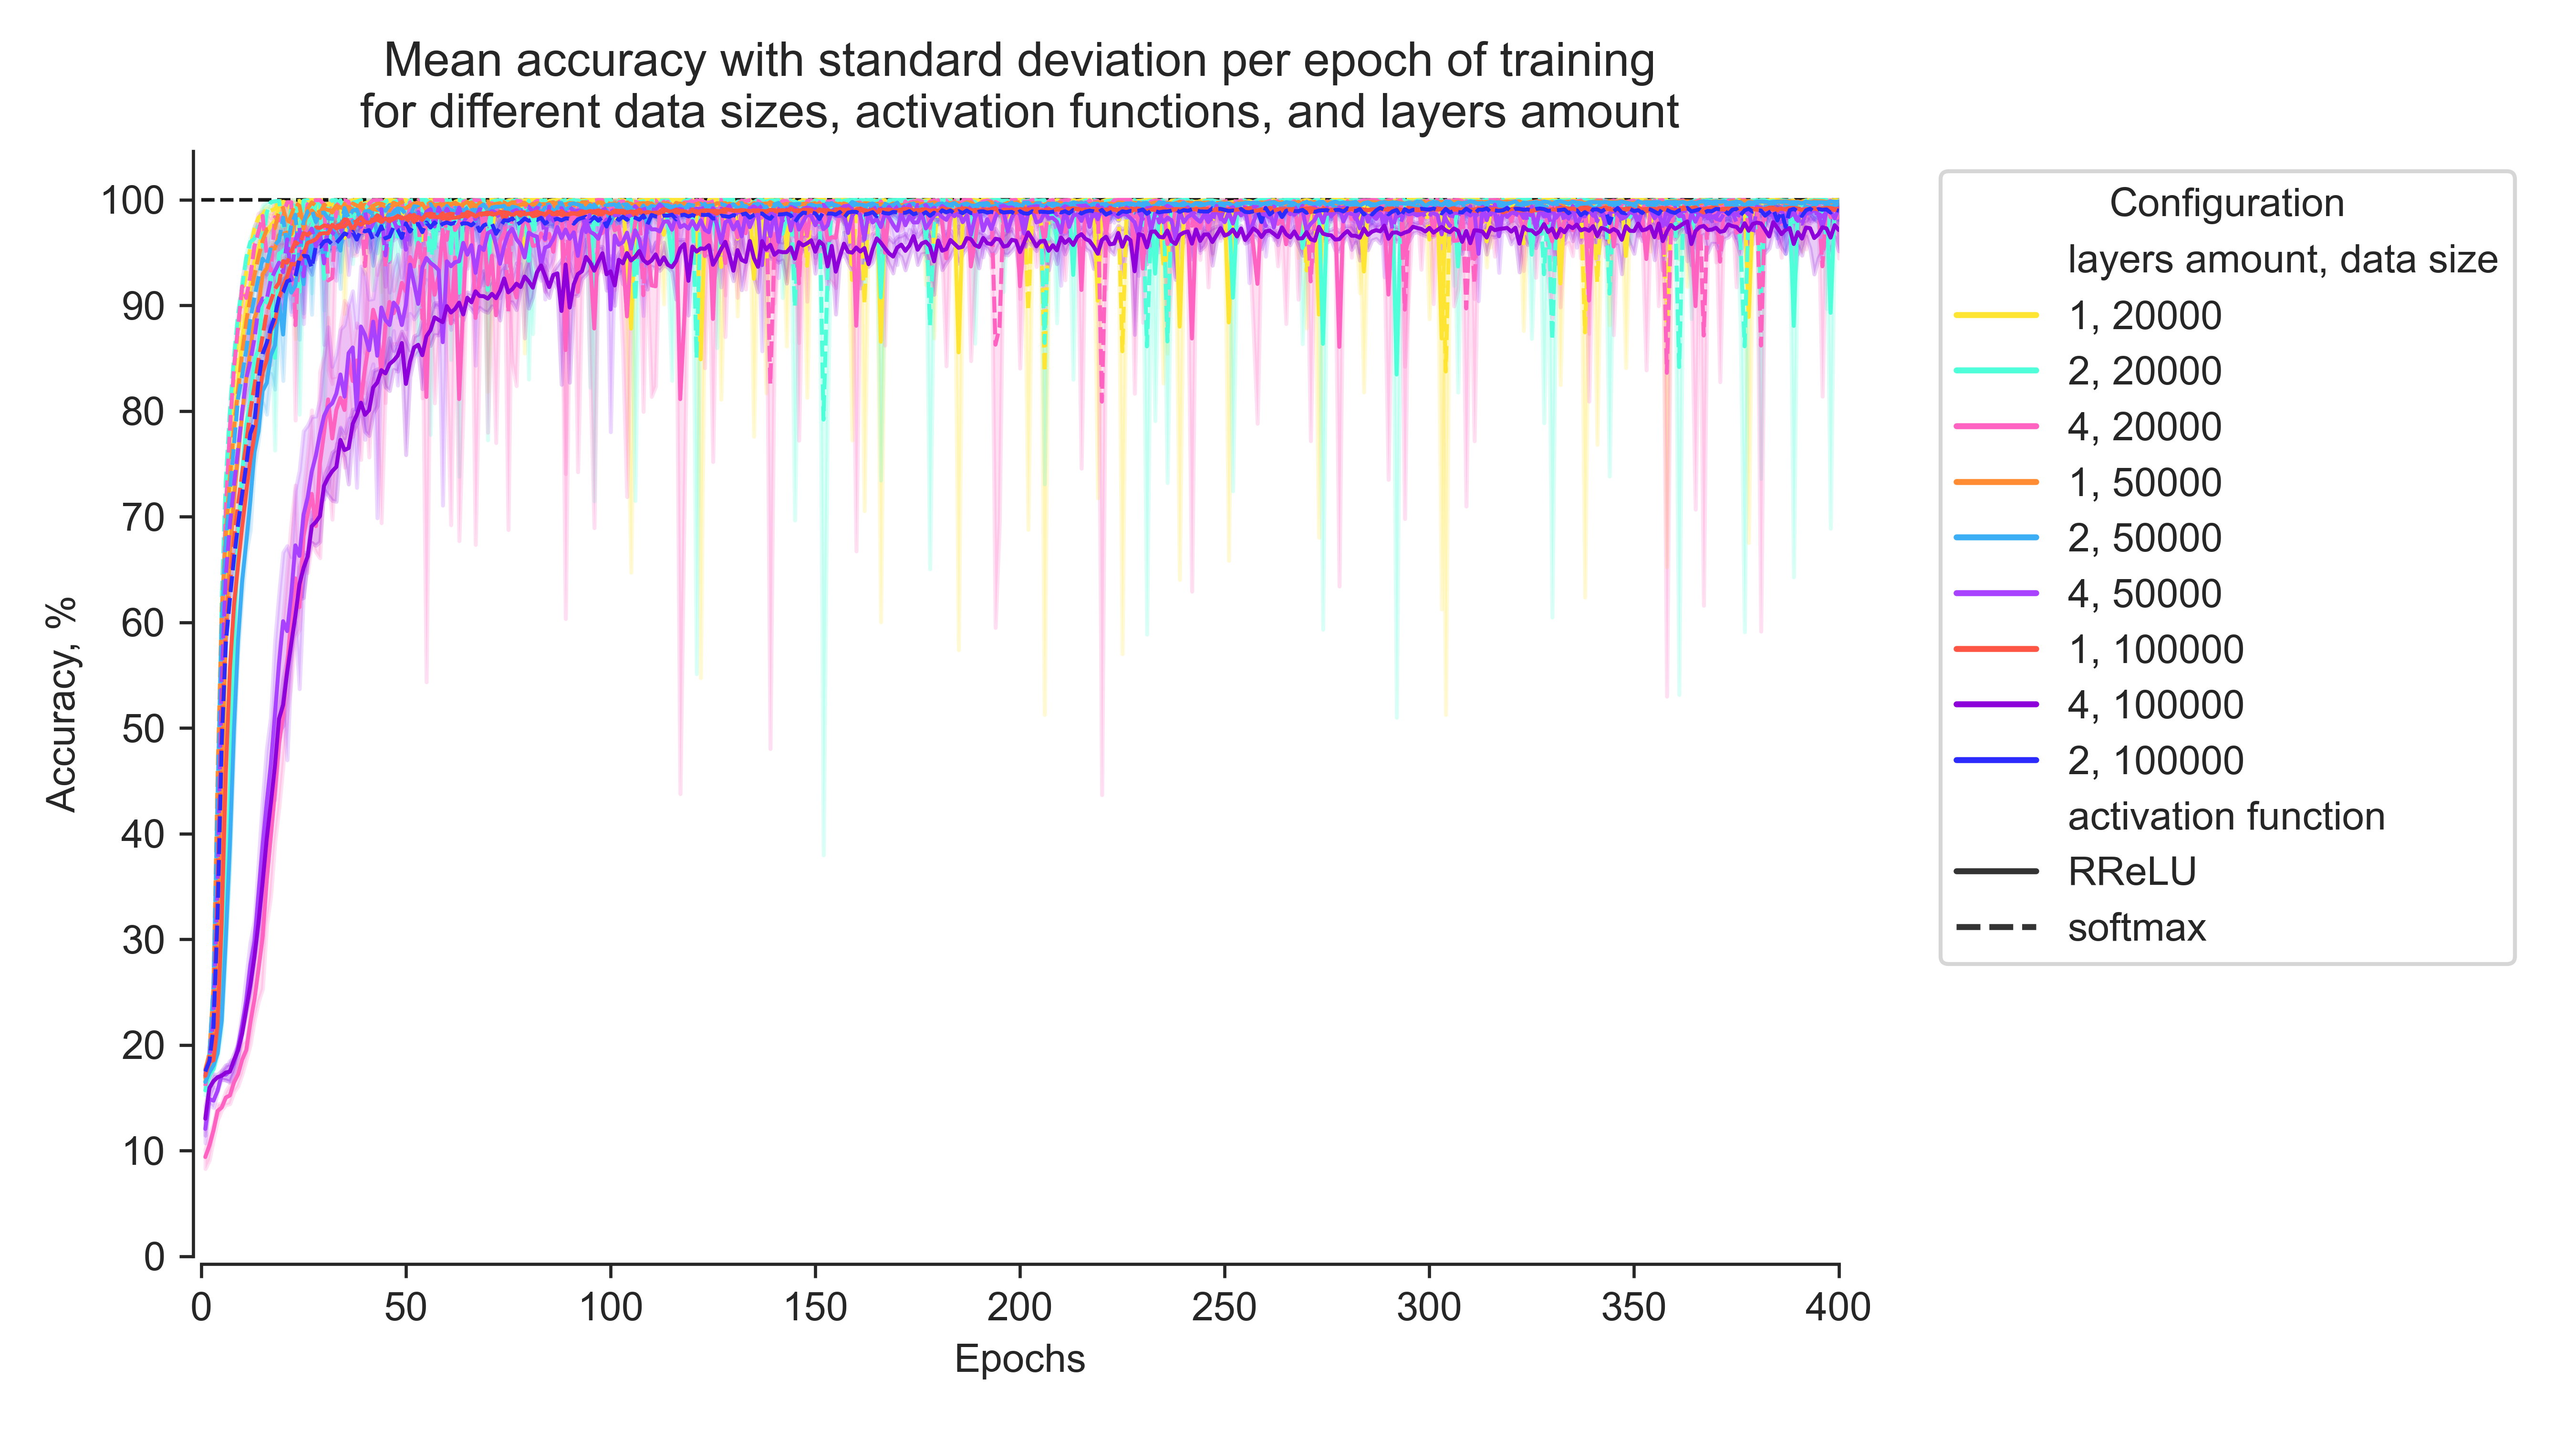 Mean accuracy with standard deviation per epoch of training
for different data sizes, activation functions, and layers amount
100
90
80
70
60
50
40
30
20
10
0
Accuracy, %
0 50 100 150 200 250 300 350 400
Epochs
Configuration
layers amount, data size
1, 20000
2, 20000
4, 20000
1, 50000
2, 50000
4, 50000
1, 100000
4, 100000
2, 100000
activation function
RReLU
softmax